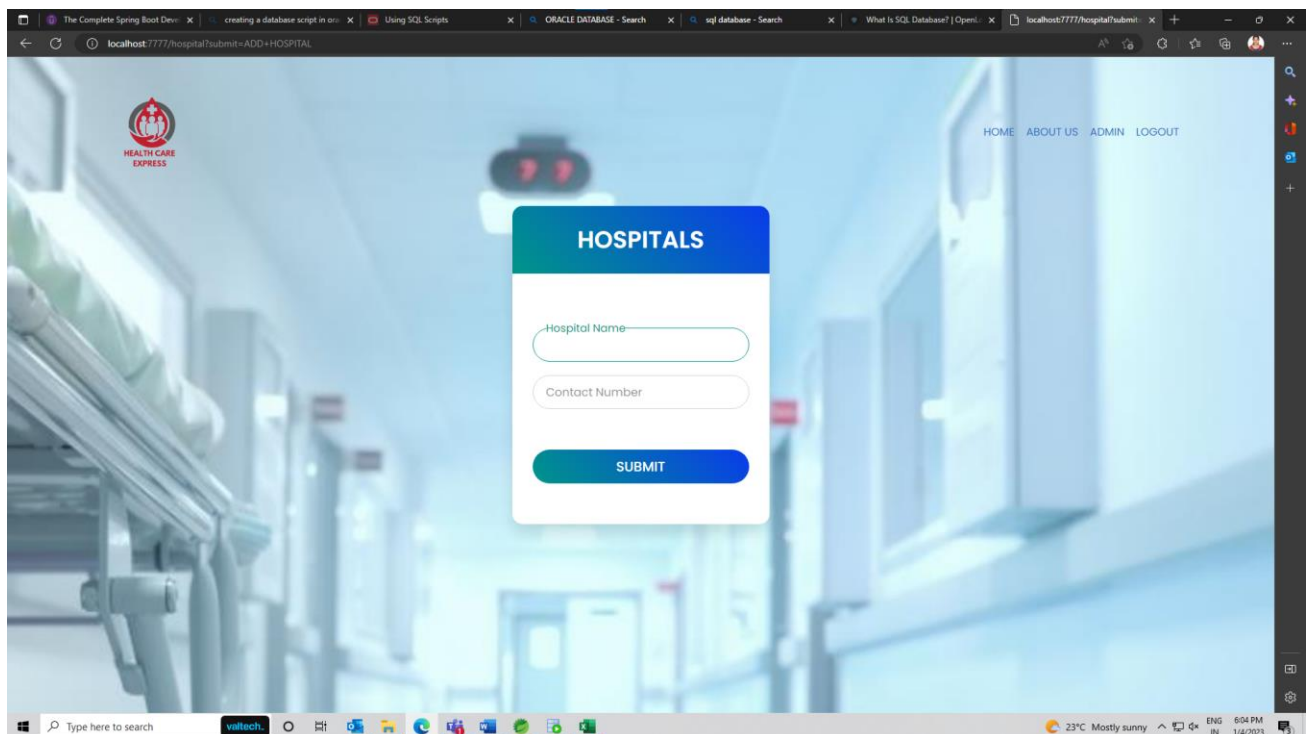 The Complete Spring Boot Deve
creating a database script in ora
Using SQL Scripts
ORACLE DATABASE - Search
sql database - Search
What Is SQL Database? | OpenL
localhost:7777/hospital?submit=
localhost:7777/hospital?submit=ADD+HOSPITAL
HEALTH CARE
EXPRESS
HOME ABOUT US ADMIN LOGOUT
HOSPITALS
Hospital Name
Contact Number
SUBMIT
Type here to search
valtech.
23°C Mostly sunny
ENG
IN
6:04 PM
1/4/2023